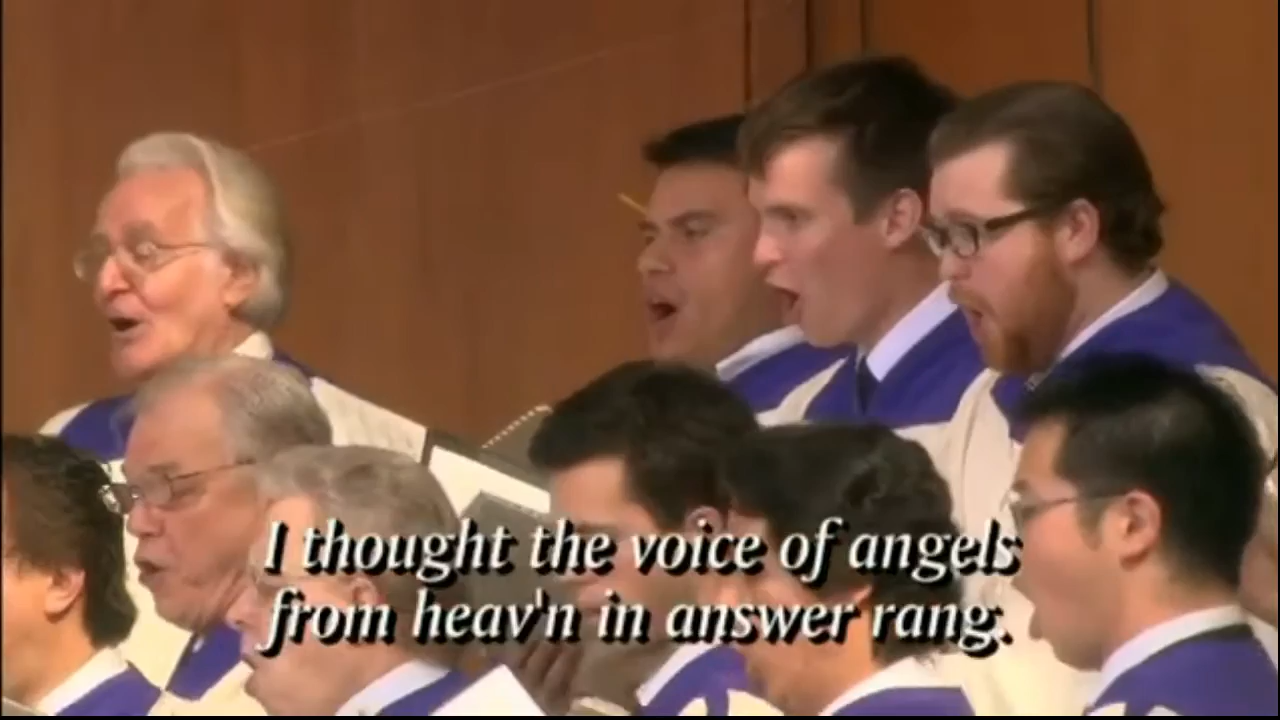 I thought the voice of angels
from heav'n in answer rang.